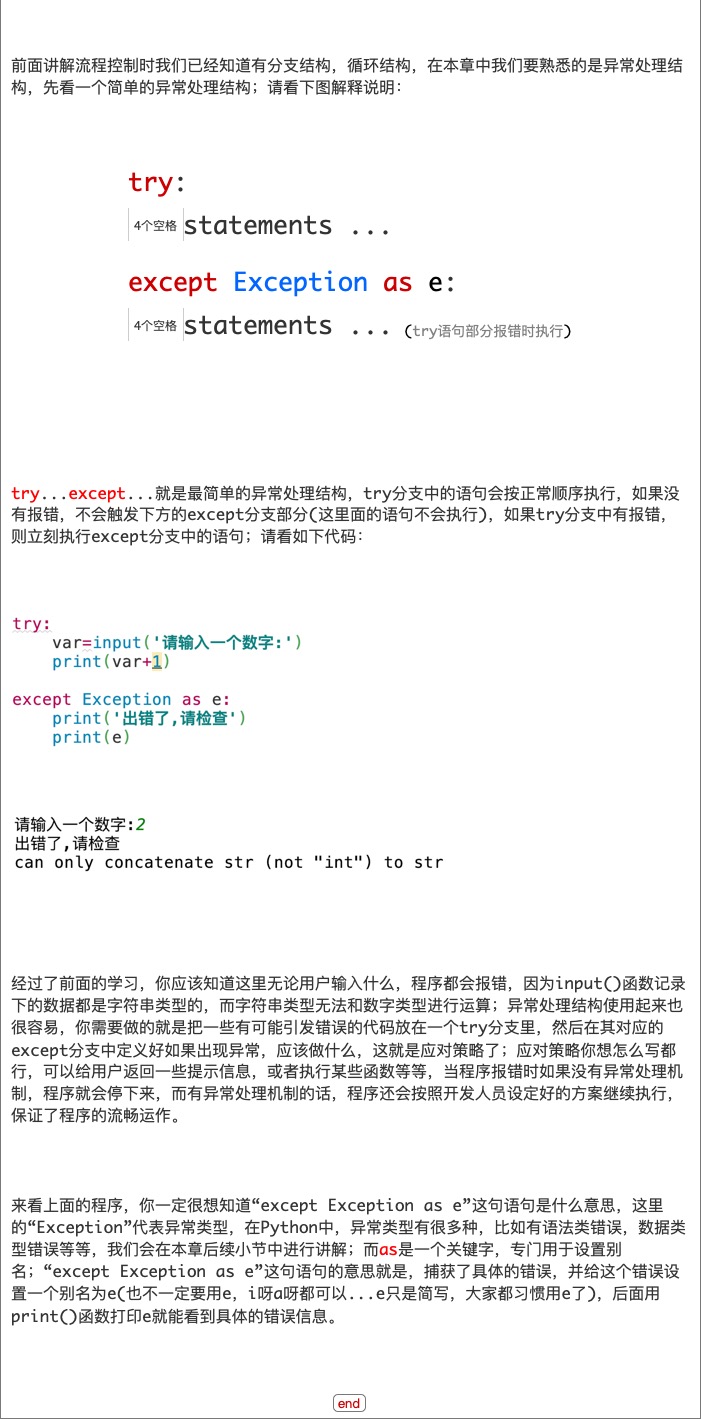 前面讲解流程控制时我们已经知道有分支结构，循环结构，在本章中我们要熟悉的是异常处理结
构，先看一个简单的异常处理结构；请看下图解释说明：
try:
4个空格statements ...
except Exception as e:
4个空格statements ... (try语句部分报错时执行)
try...except...就是最简单的异常处理结构，try分支中的语句会按正常顺序执行，如果没
有报错，不会触发下方的except分支部分(这里面的语句不会执行)，如果try分支中有报错，
则立刻执行except分支中的语句；请看如下代码：
try:
    var=input('请输入一个数字:')
    print(var+1)
except Exception as e:
    print('出错了,请检查')
    print(e)
请输入一个数字:2
出错了,请检查
can only concatenate str (not "int") to str
经过了前面的学习，你应该知道这里无论用户输入什么，程序都会报错，因为input()函数记录
下的数据都是字符串类型的，而字符串类型无法和数字类型进行运算；异常处理结构使用起来也
很容易，你需要做的就是把一些有可能引发错误的代码放在一个try分支里，然后在其对应的
except分支中定义好如果出现异常，应该做什么，这就是应对策略了；应对策略你想怎么写都
行，可以给用户返回一些提示信息，或者执行某些函数等等，当程序报错时如果没有异常处理机
制，程序就会停下来，而有异常处理机制的话，程序还会按照开发人员设定好的方案继续执行，
保证了程序的流畅运作。
来看上面的程序，你一定很想知道“except Exception as e”这句语句是什么意思，这里
的“Exception”代表异常类型，在Python中，异常类型有很多种，比如有语法类错误，数据类
型错误等等，我们会在本章后续小节中进行讲解；而as是一个关键字，专门用于设置别
名；“except Exception as e”这句语句的意思就是，捕获了具体的错误，并给这个错误设
置一个别名为e(也不一定要用e，i呀a呀都可以...e只是简写，大家都习惯用e了)，后面用
print()函数打印e就能看到具体的错误信息。
end